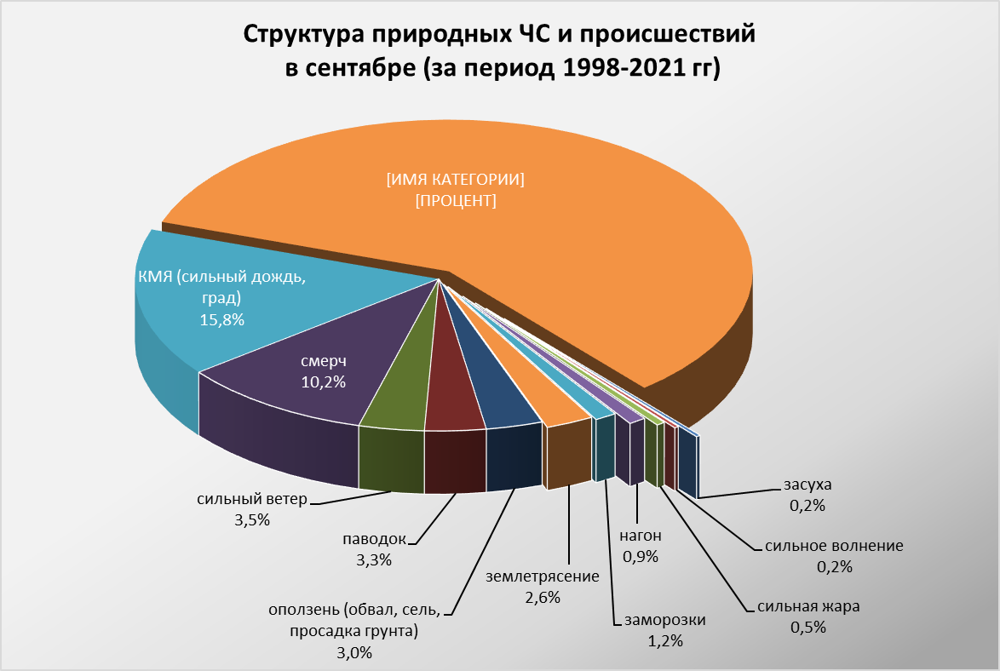 Структура природных ЧС и происшествий
в сентябре (за период 1998-2021 гг)
[ИМЯ КАТЕГОРИИ]
[ПРОЦЕНТ]
КМЯ (сильный дождь,
град)
15,8%
смерч
10,2%
сильный ветер
3,5%
паводок
3,3%
оползень (обвал, сель,
просадка грунта)
3,0%
землетрясение
2,6%
заморозки
1,2%
нагон
0,9%
сильная жара
0,5%
сильное волнение
0,2%
засуха
0,2%